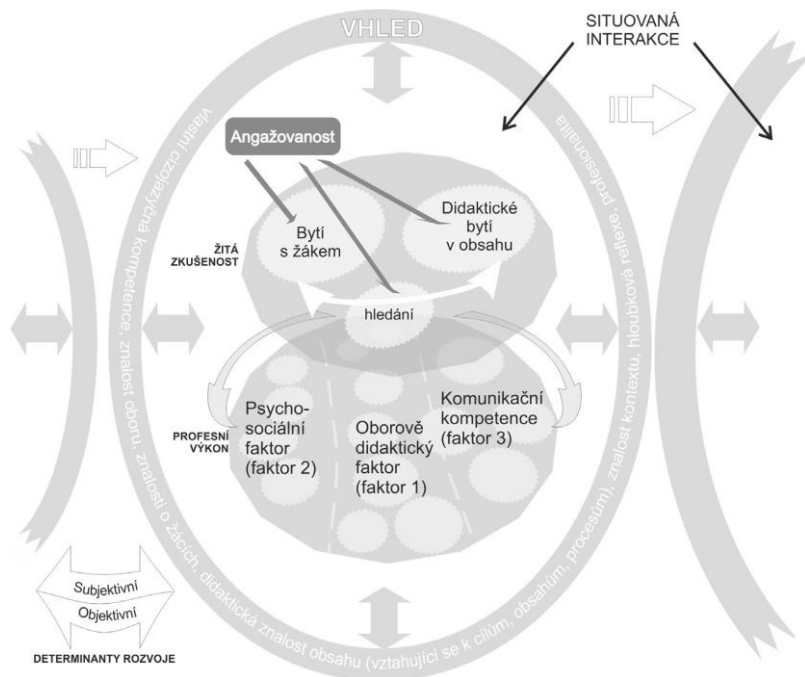 VHLED
SITUOVANÁ
INTERAKCE
Angažovanost
Bytí
s žákem
Didaktické
bytí
v obsahu
ŽITÁ
ZKUŠENOST
hledání
Psycho-
sociální
faktor
(faktor 2)
Oborově
didaktický
faktor
(faktor 1)
Komunikační
kompetence
(faktor 3)
PROFESNÍ
VÝKON
vlastní cizojazyčná kompetence, znalost oboru, znalosti o žácích, didaktická znalost obsahu (vztahující se k cílům, obsahům, procesům), znalost kontextu, hloubková reflexe, profesionalita
Subjektivní
Objektivní
DETERMINANTY ROZVOJE